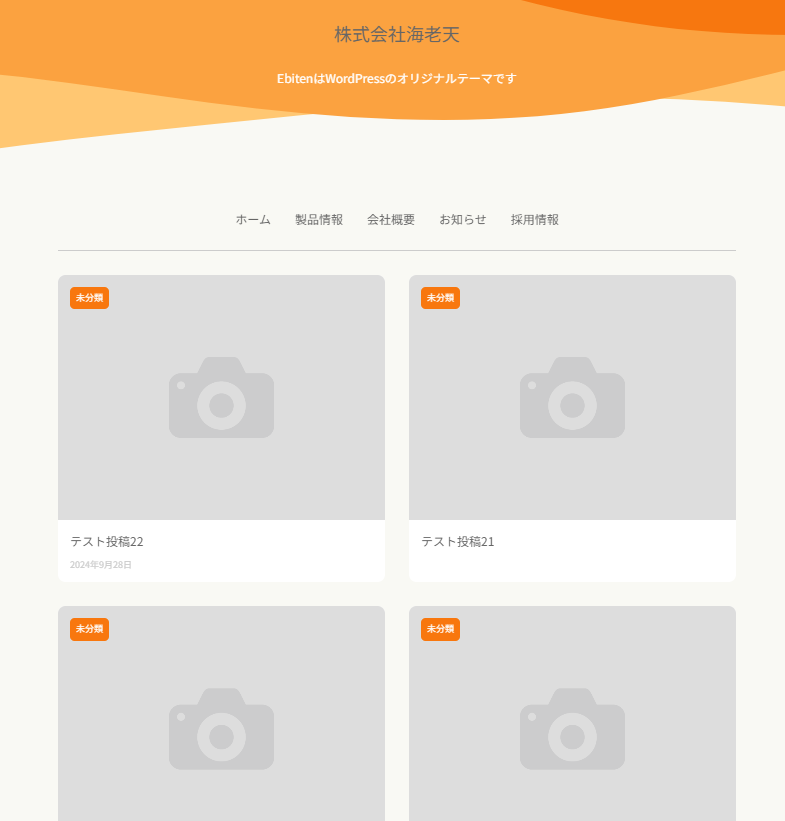 株式会社海老天
EbitenはWordPressのオリジナルテーマです
ホーム 製品情報 会社概要 お知らせ 採用情報
未分類
未分類
テスト投稿22
2024年9月28日
テスト投稿21
未分類
未分類